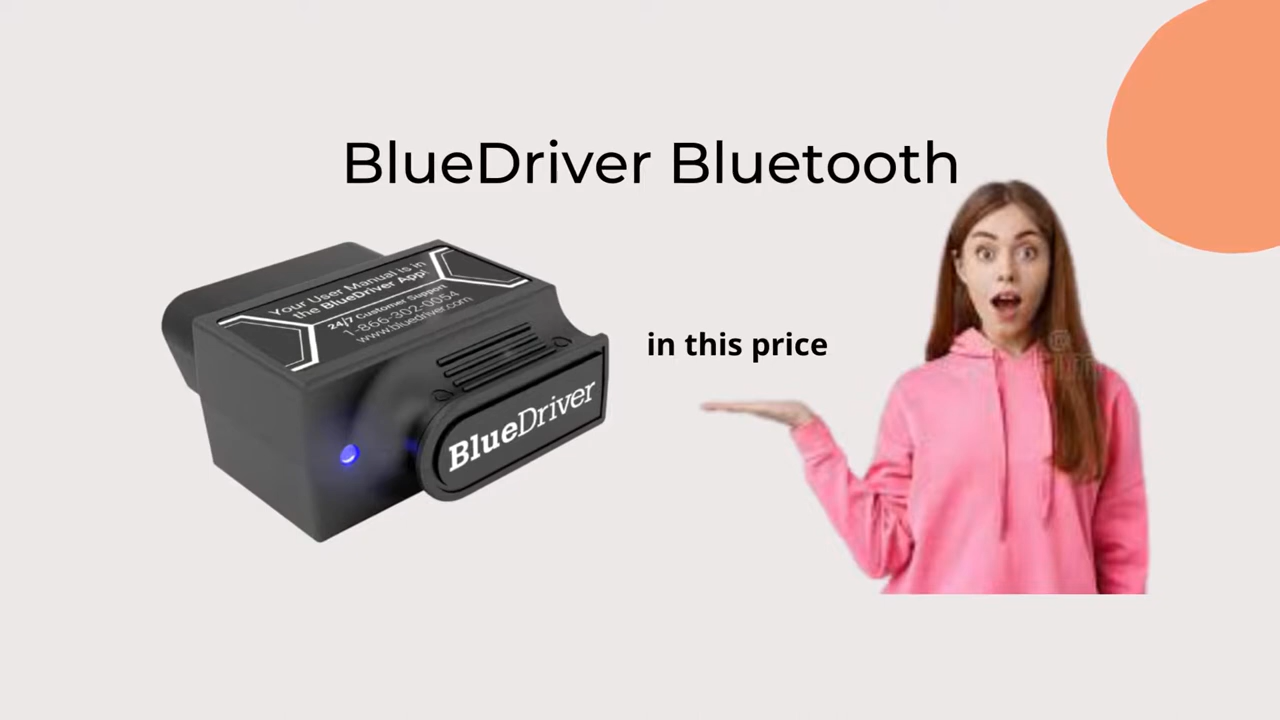 BlueDriver Bluetooth
Your User Manual is in
the BlueDriver App!
24/7 Customer Support
1-866-302-0054
www.bluedriver.com
BlueDriver
in this price